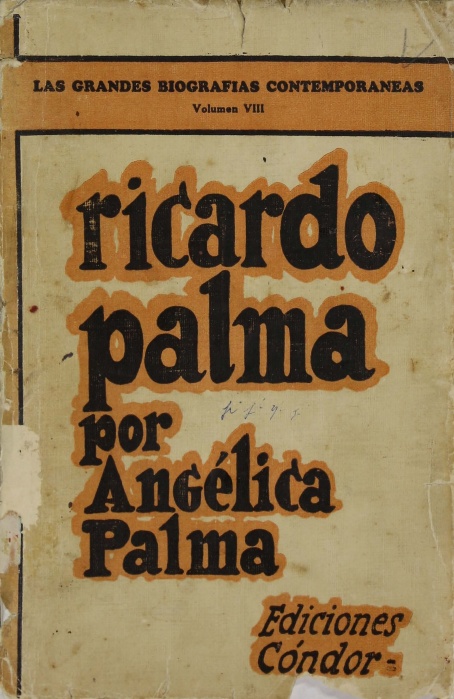 LAS GRANDES BIOGRAFIAS CONTEMPORANEAS
Volumen VIII
ricardo
palma
por
Angélica
Palma
Ediciones
Cóndor-